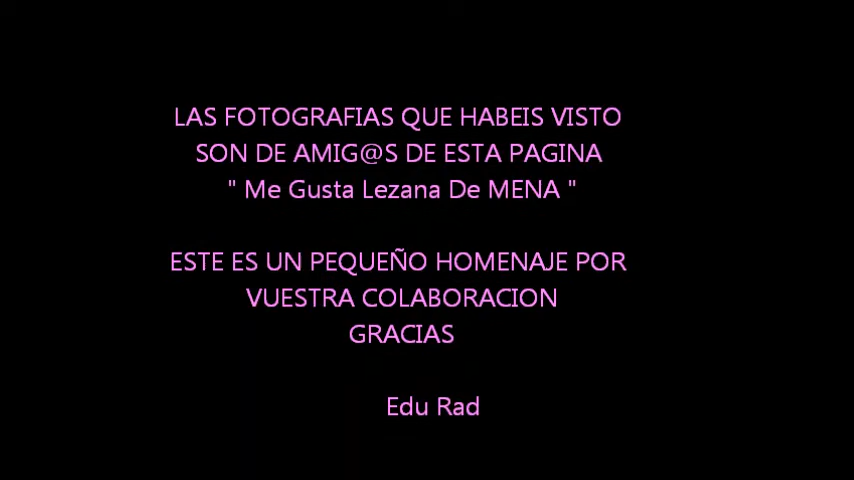 LAS FOTOGRAFIAS QUE HABEIS VISTO
SON DE AMIG@S DE ESTA PAGINA
" Me Gusta Lezana De MENA "
ESTE ES UN PEQUEÑO HOMENAJE POR
VUESTRA COLABORACION
GRACIAS
Edu Rad